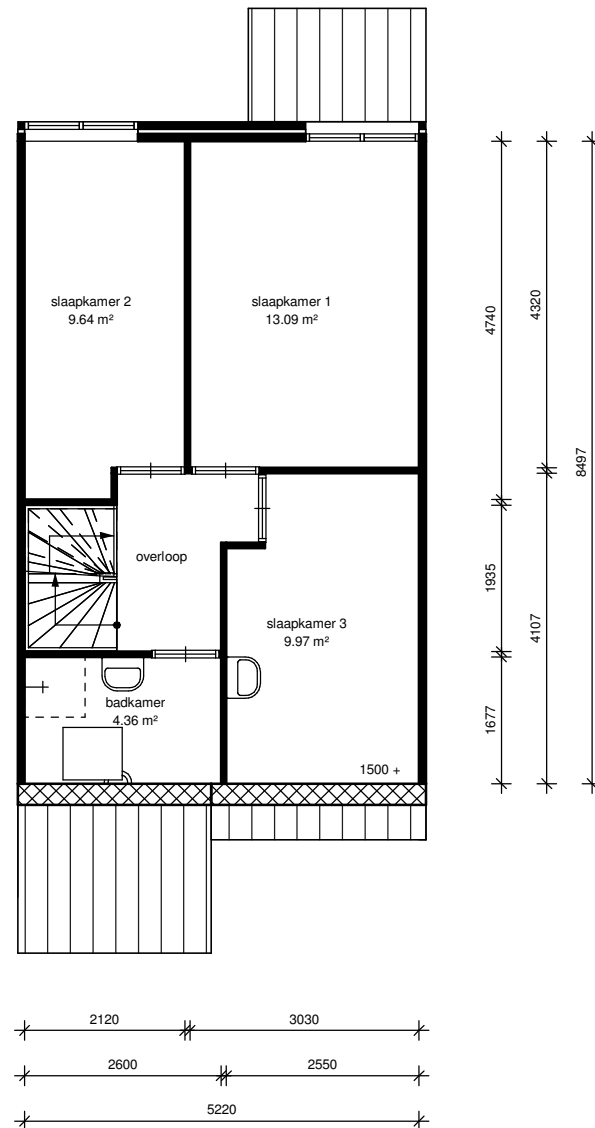 slaapkamer 2
9.64 m²
slaapkamer 1
13.09 m²
overloop
slaapkamer 3
9.97 m²
badkamer
4.36 m²
1500 +
4740
4320
8497
1935
4107
1677
2120
3030
2600
2550
5220